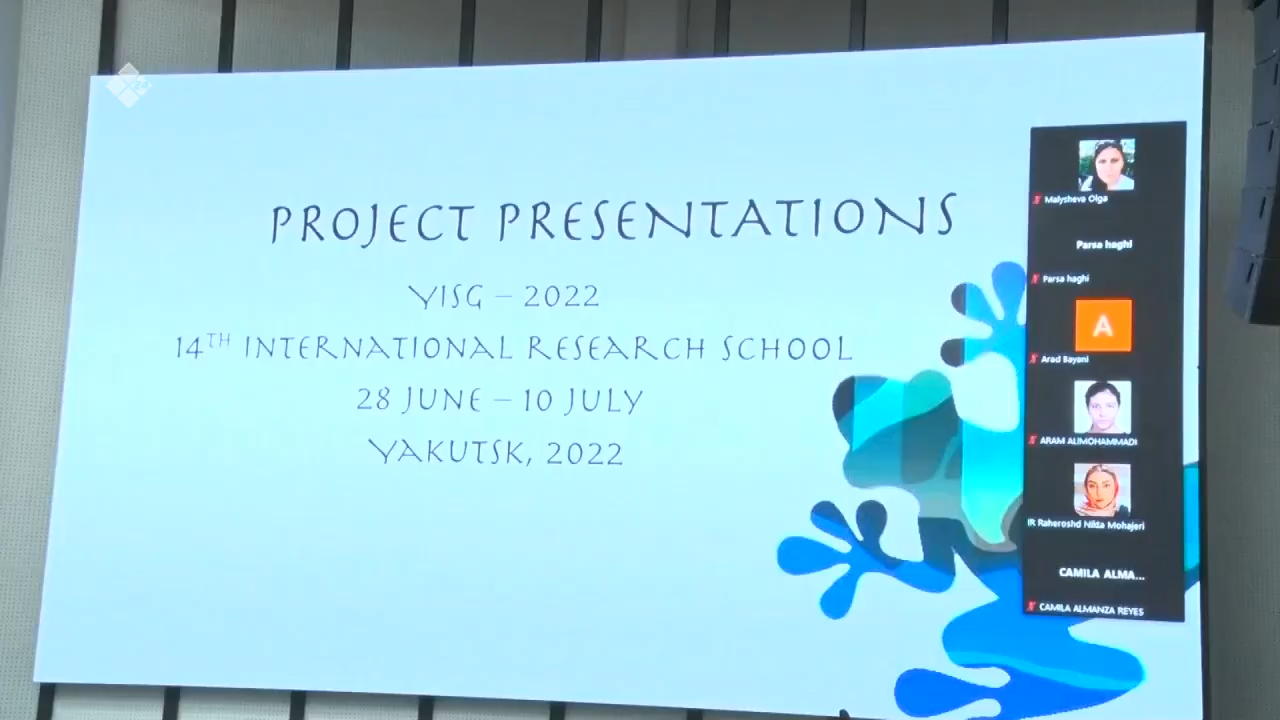 PROJECT PRESENTATIONS
YISG – 2022
14TH INTERNATIONAL RESEARCH SCHOOL
28 JUNE – 10 JULY
YAKUTSK, 2022
Malysheva Olga
Parsa haghi
Parsa haghi
A
Arad Bayani
ARAM ALIMOHAMMADI
IR Raheroshd Nikta Mohajeri
CAMILA ALMA...
CAMILA ALMANZA REYES